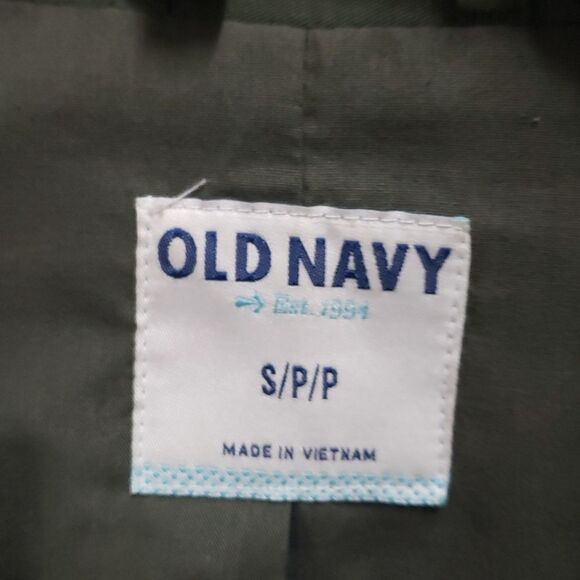 OLD NAVY
Est. 1994
S/P/P
MADE IN VIETNAM